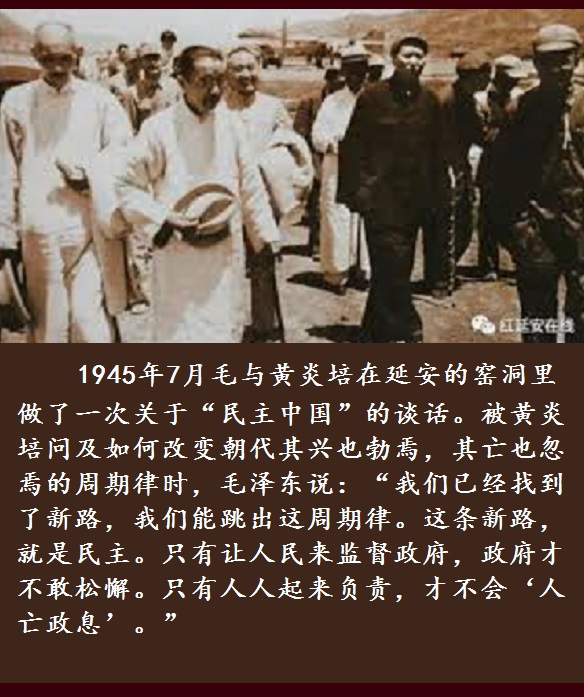 红延安在线
1945年7月毛与黄炎培在延安的窑洞里
做了一次关于“民主中国”的谈话。被黄炎
培问及如何改变朝代其兴也勃焉，其亡也忽
焉的周期律时，毛泽东说：“我们已经找到
了新路，我们能跳出这周期律。这条新路，
就是民主。只有让人民来监督政府，政府才
不敢松懈。只有人人起来负责，才不会‘人
亡政息’。”